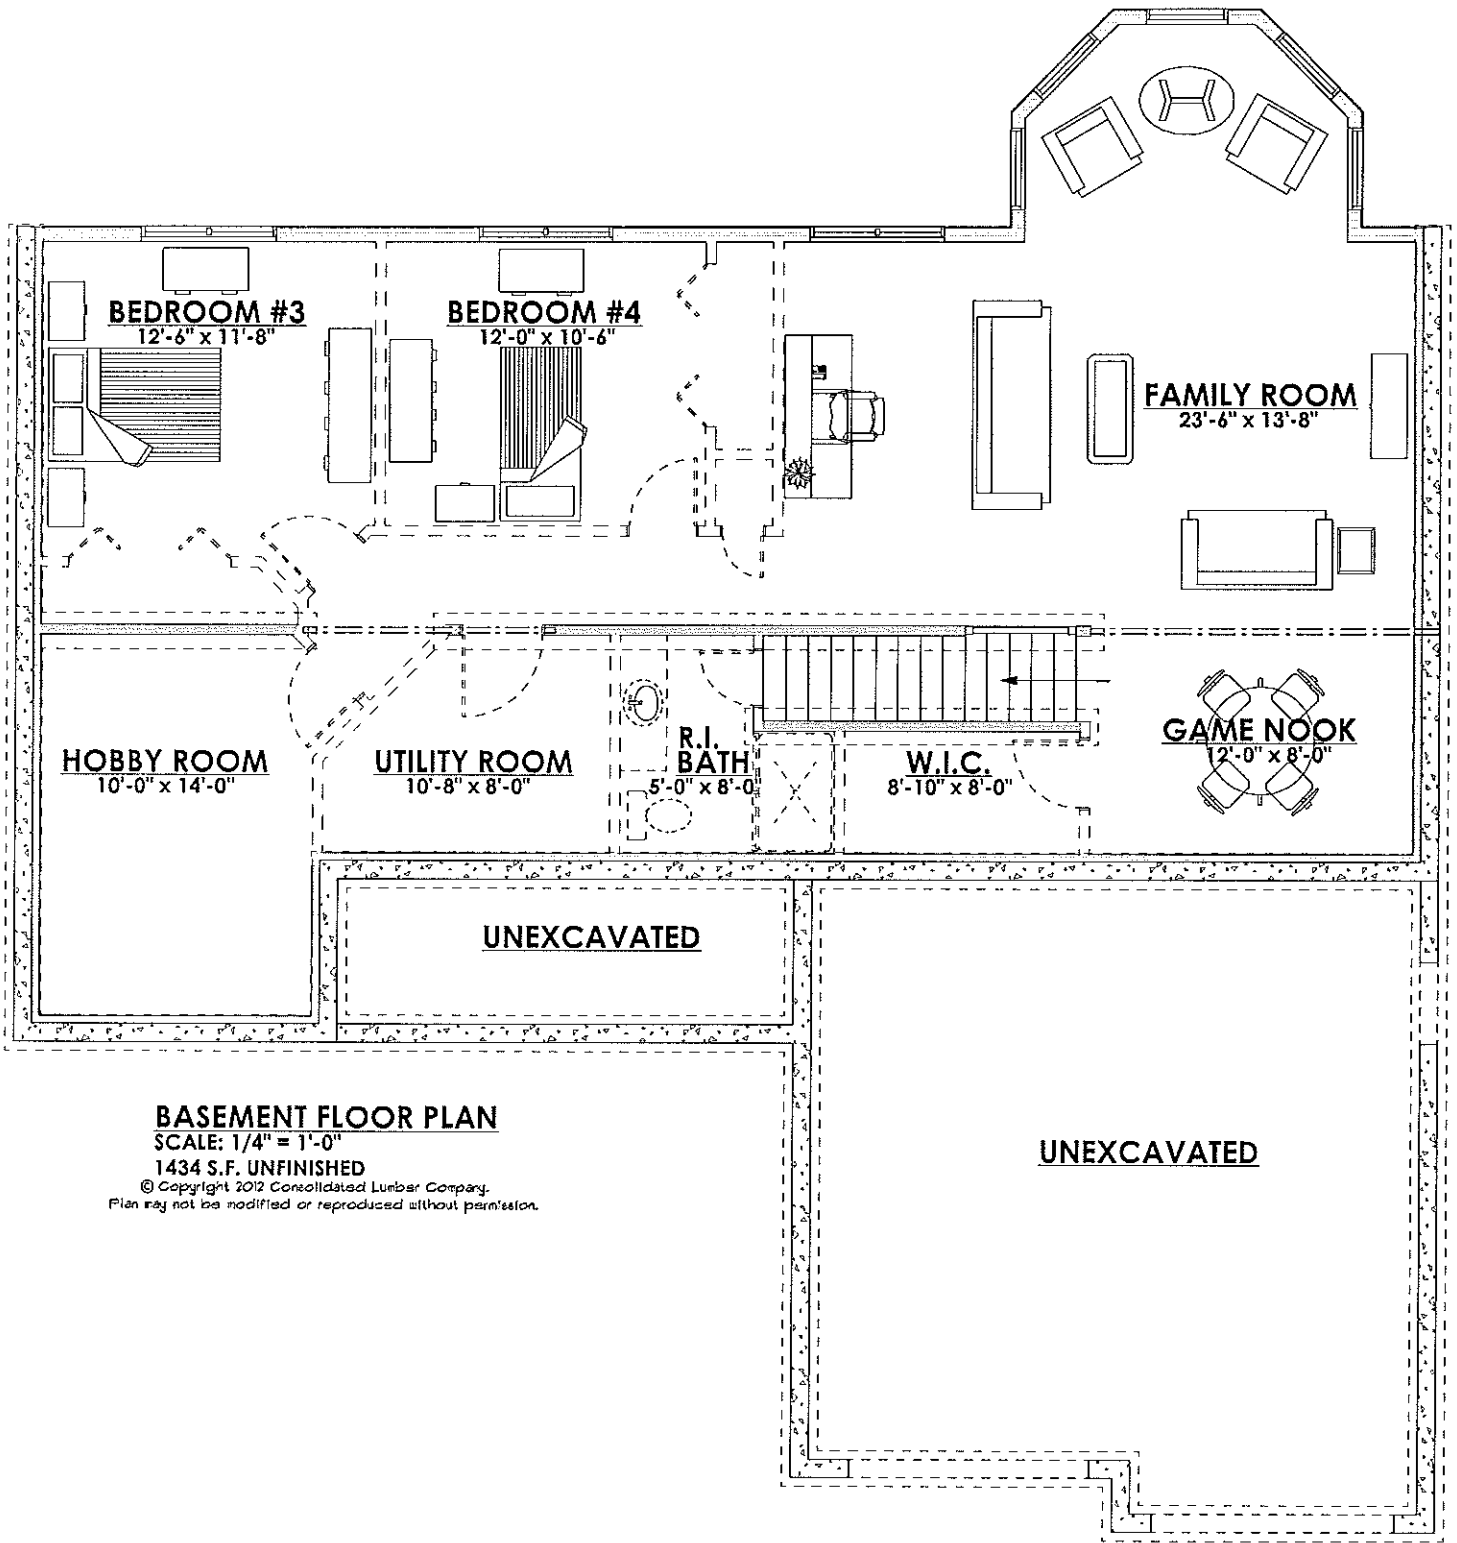 BEDROOM #3
12'-6" x 11'-8"
BEDROOM #4
12'-0" x 10'-6"
FAMILY ROOM
23'-6" x 13'-8"
HOBBY ROOM
10'-0" x 14'-0"
UTILITY ROOM
10'-8" x 8'-0"
R.I.
BATH
5'-0" x 8'-0
W.I.C.
8'-10" x 8'-0"
GAME NOOK
12'-0" x 8'-0"
UNEXCAVATED
UNEXCAVATED
BASEMENT FLOOR PLAN
SCALE: 1/4" = 1'-0"
1434 S.F. UNFINISHED
© Copyright 2012 Consolidated Lumber Company.
Plan may not be modified or reproduced without permission.